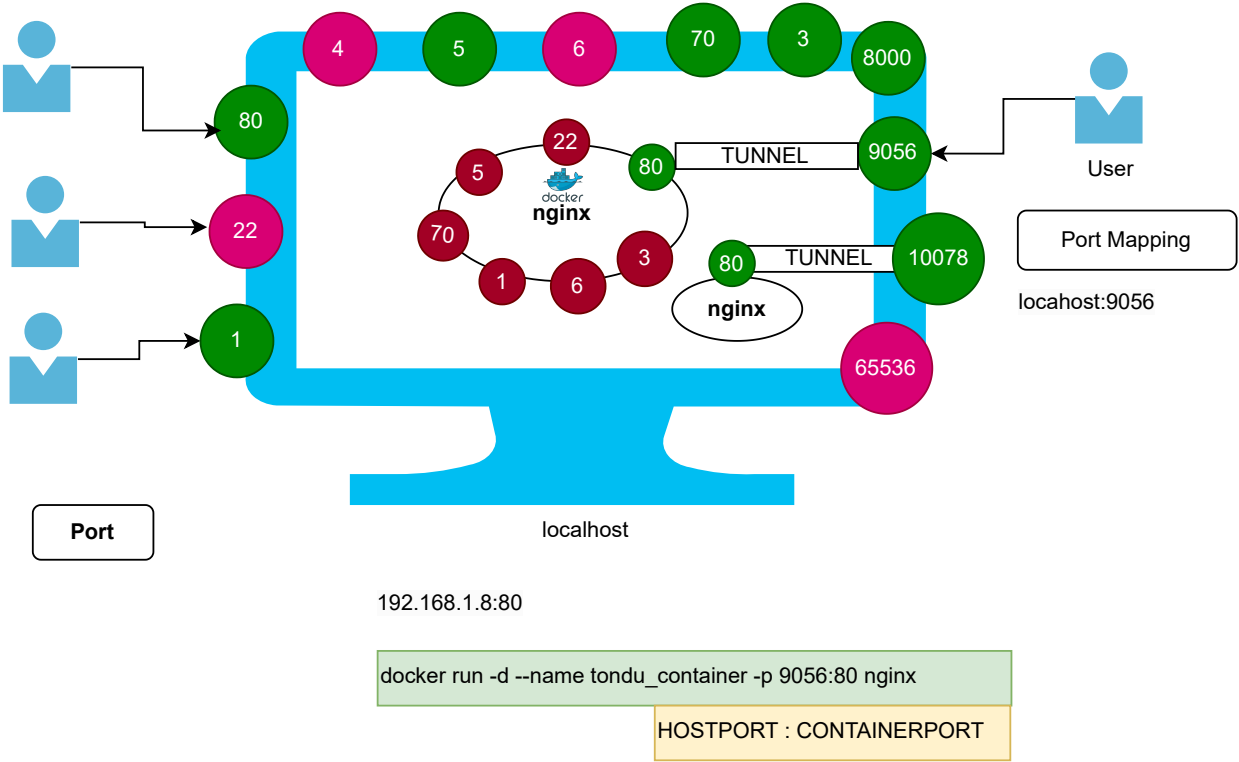 4
5
6
70
3
8000
80
22
5
22
80
TUNNEL
9056
docker
nginx
User
70
3
1
6
80
TUNNEL
10078
nginx
Port Mapping
locahost:9056
1
65536
Port
localhost
192.168.1.8:80
docker run -d --name tondu_container -p 9056:80 nginx
HOSTPORT : CONTAINERPORT